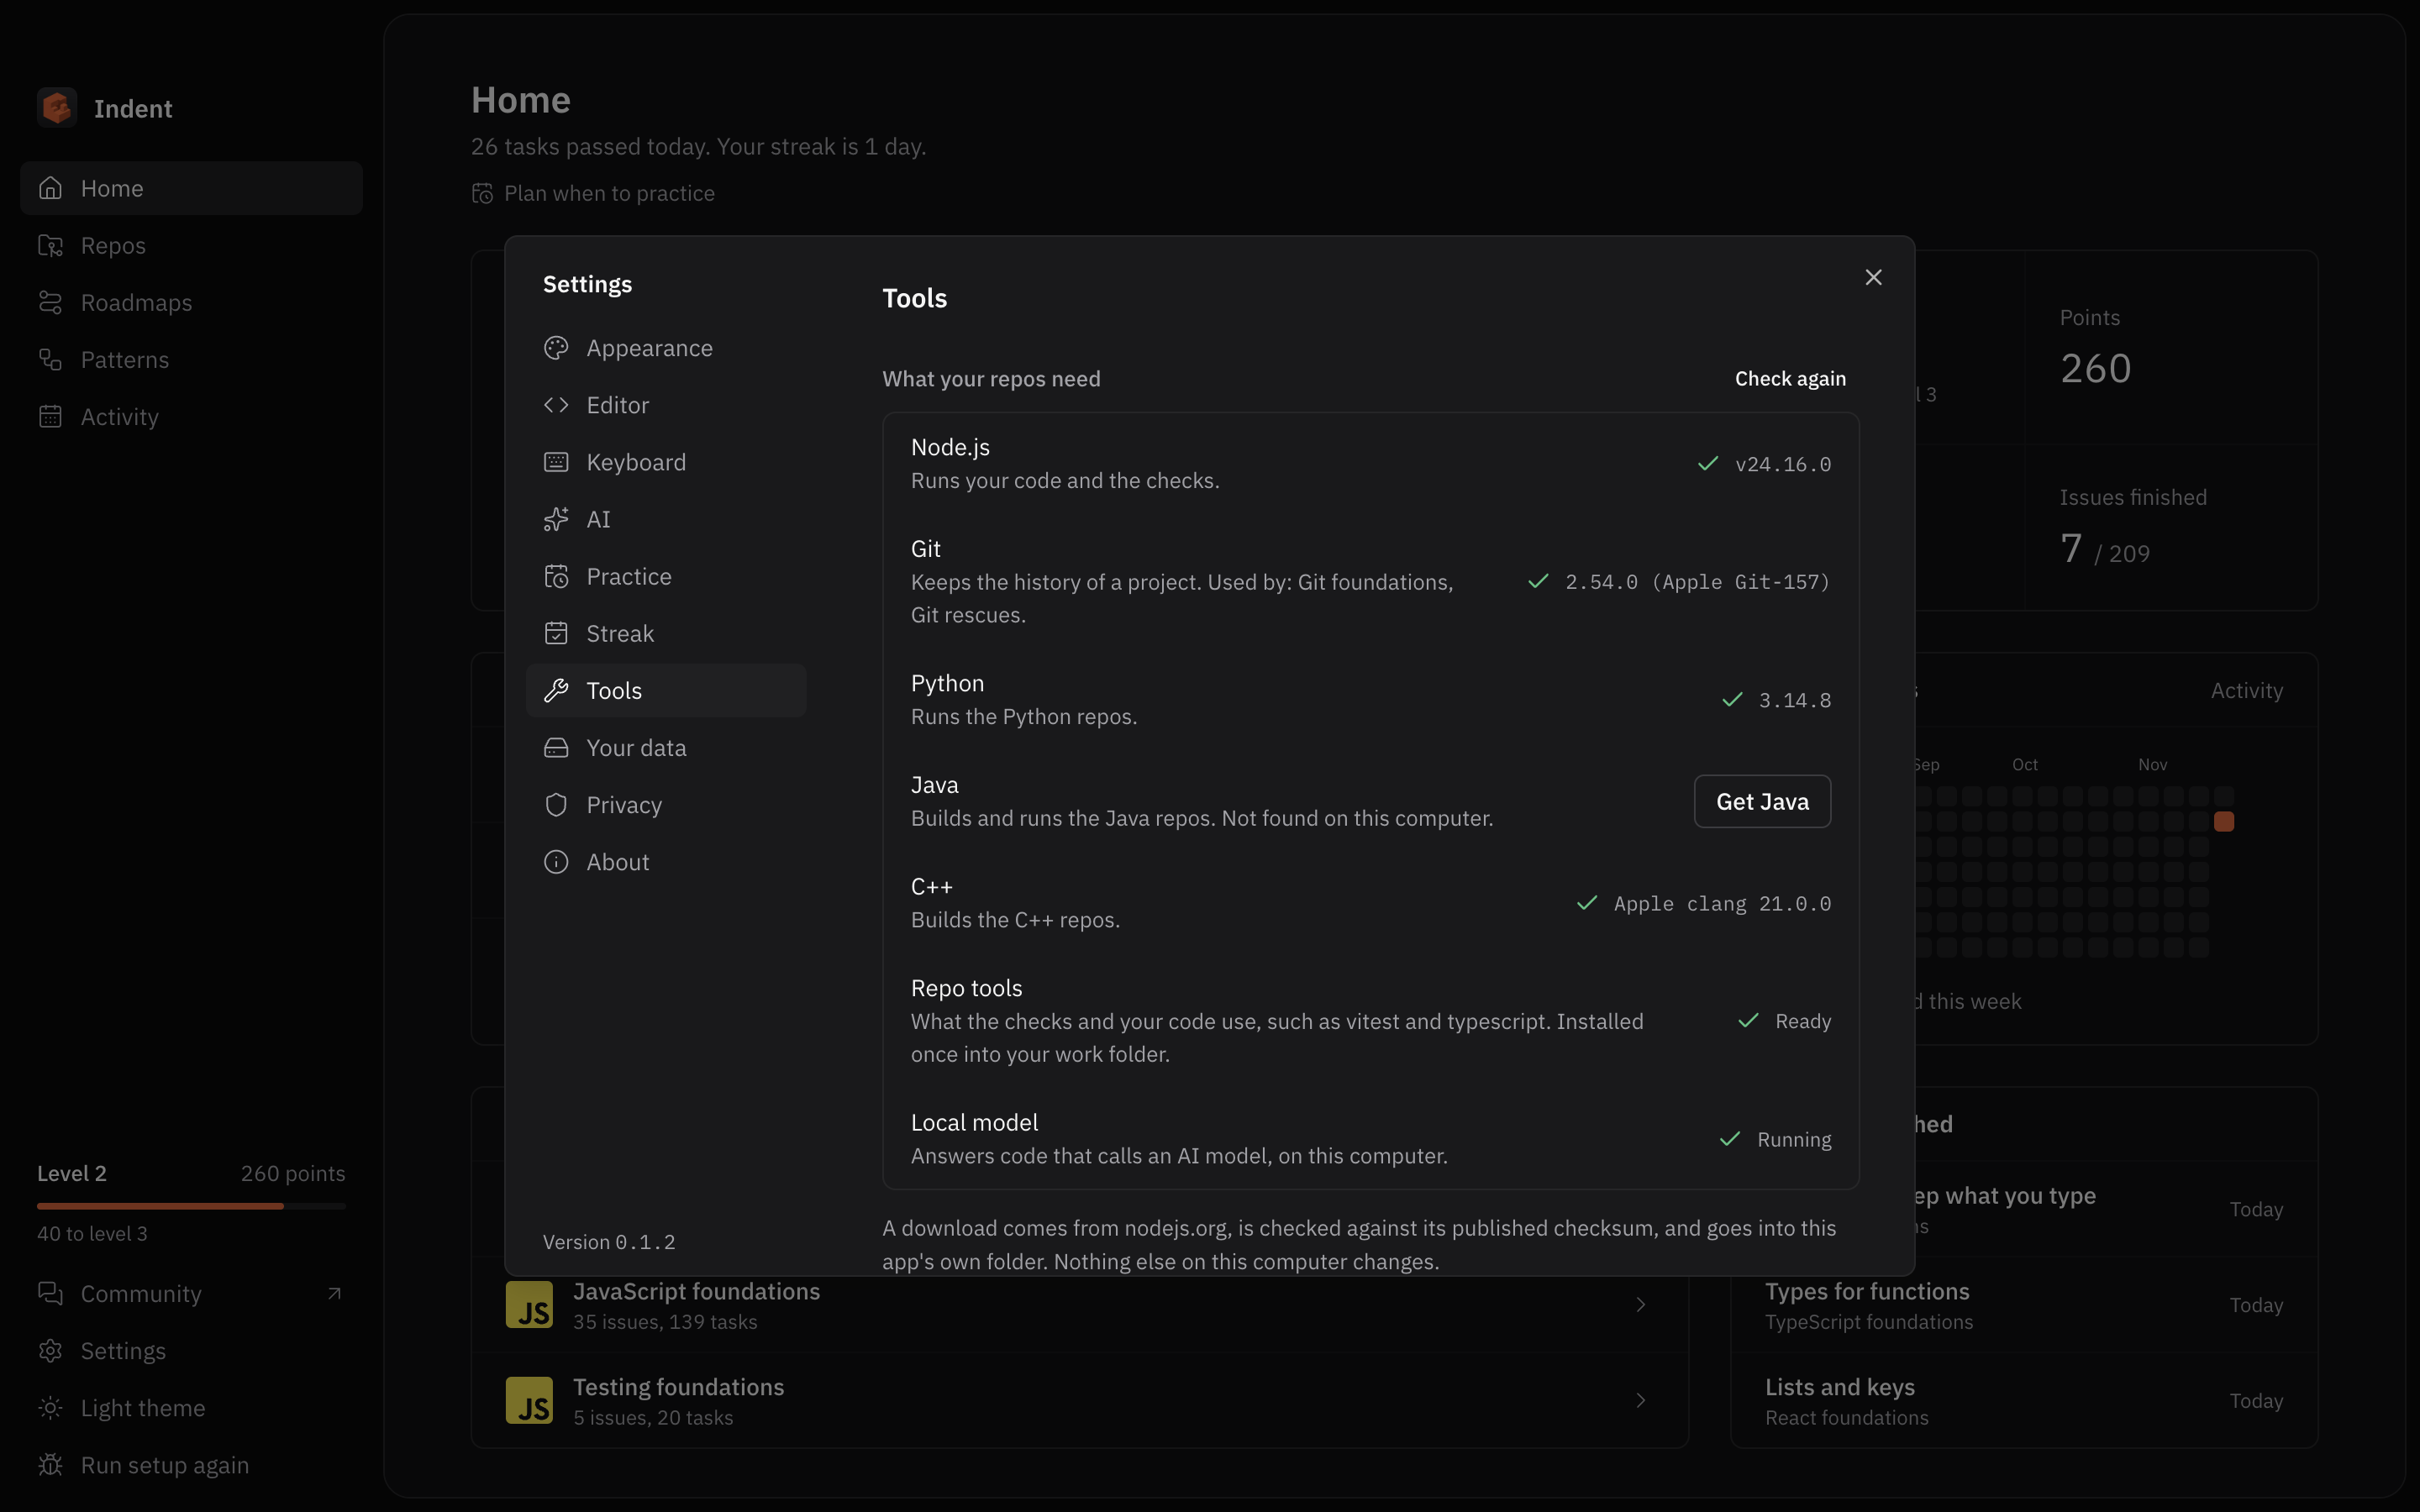 Indent
Home
Repos
Roadmaps
Patterns
Activity
Level 2
260 points
40 to level 3
Community
Settings
Light theme
Run setup again
Home
26 tasks passed today. Your streak is 1 day.
Plan when to practice
Points
260
l 3
Issues finished
7 / 209
Activity
Sep
Oct
Nov
d this week
Settings
Appearance
Editor
Keyboard
AI
Practice
Streak
Tools
Your data
Privacy
About
Version 0.1.2
Tools
What your repos need
Check again
Node.js
Runs your code and the checks.
v24.16.0
Git
Keeps the history of a project. Used by: Git foundations,
Git rescues.
2.54.0 (Apple Git-157)
Python
Runs the Python repos.
3.14.8
Java
Builds and runs the Java repos. Not found on this computer.
Get Java
C++
Builds the C++ repos.
Apple clang 21.0.0
Repo tools
What the checks and your code use, such as vitest and typescript. Installed
once into your work folder.
Ready
Local model
Answers code that calls an AI model, on this computer.
Running
A download comes from nodejs.org, is checked against its published checksum, and goes into this
app's own folder. Nothing else on this computer changes.
JavaScript foundations
35 issues, 139 tasks
JS
Testing foundations
5 issues, 20 tasks
JS
hed
ep what you type
Today
Types for functions
TypeScript foundations
Today
Lists and keys
React foundations
Today